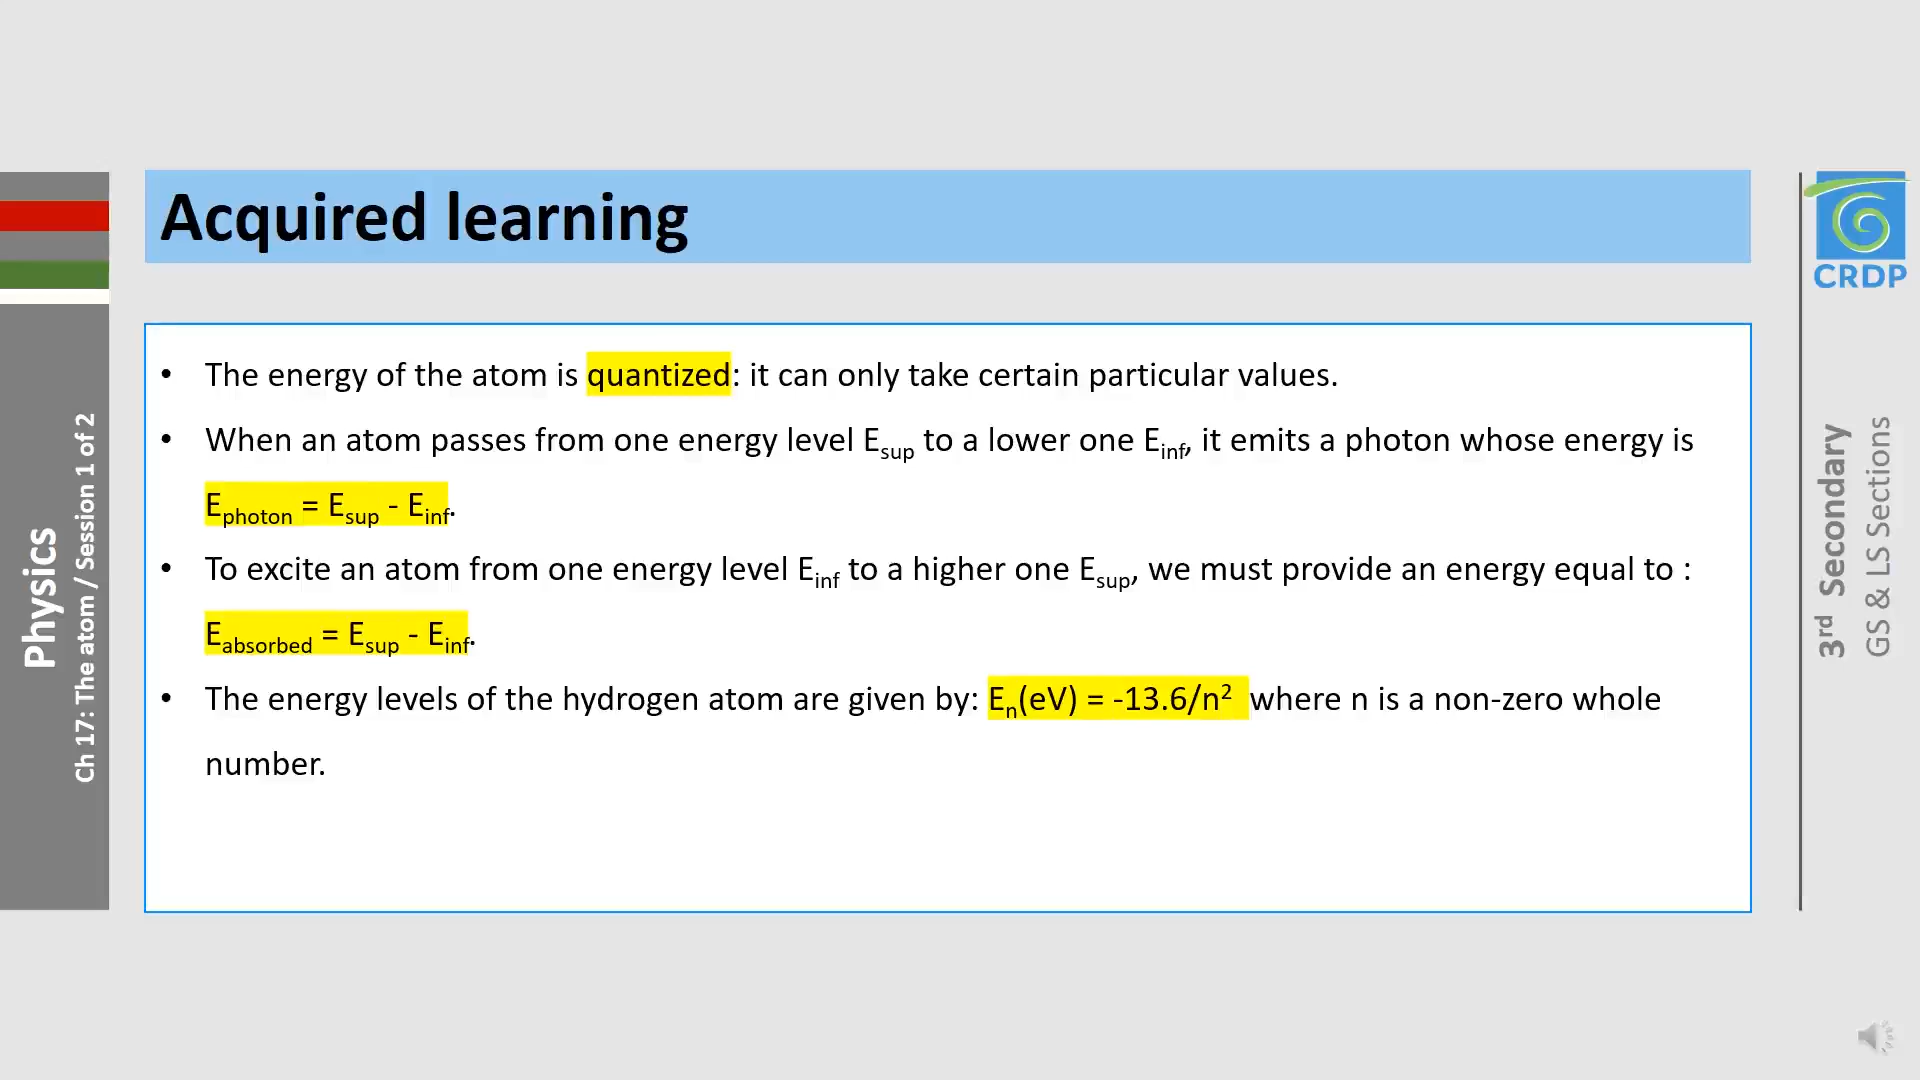 Acquired learning
• The energy of the atom is quantized: it can only take certain particular values.
• When an atom passes from one energy level Esup to a lower one Einf, it emits a photon whose energy is
Ephoton = Esup - Einf.
• To excite an atom from one energy level Einf to a higher one Esup, we must provide an energy equal to :
Eabsorbed = Esup - Einf.
• The energy levels of the hydrogen atom are given by: En(eV) = -13.6/n² where n is a non-zero whole
number.
Physics
Ch 17: The atom / Session 1 of 2
CRDP
3rd Secondary
GS & LS Sections